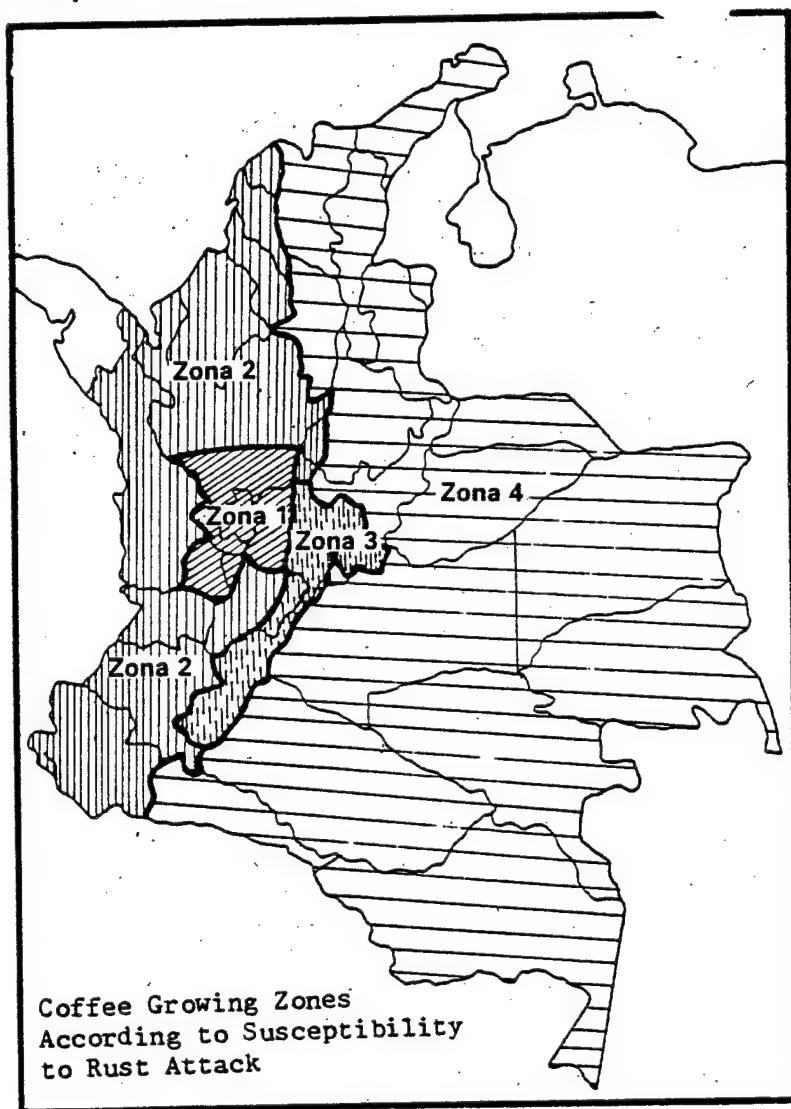 Zona 2
Zona 4
Zona 1
Zona 3
Zona 2
Coffee Growing Zones
According to Susceptibility
to Rust Attack